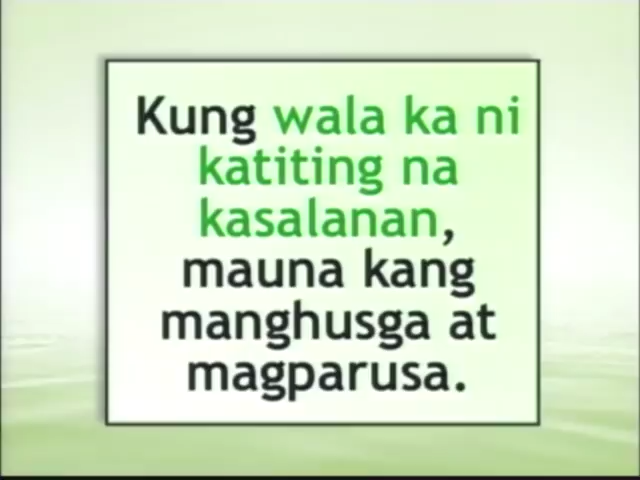 Kung wala ka ni
katiting na
kasalanan,
mauna kang
manghusga at
magparusa.